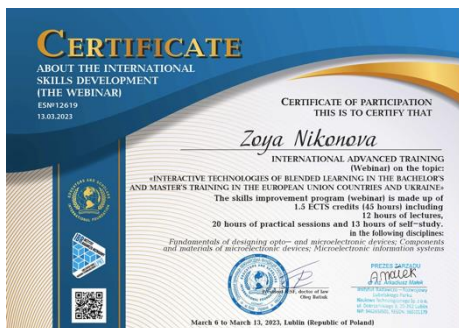 CERTIFICATE
ABOUT THE INTERNATIONAL
SKILLS DEVELOPMENT
(THE WEBINAR)
ESN№12619
13.03.2023
CERTIFICATE OF PARTICIPATION
THIS IS TO CERTIFY THAT
Zoya Nikonova
INTERNATIONAL ADVANCED TRAINING
(Webinar) on the topic:
«INTERACTIVE TECHNOLOGIES OF BLENDED LEARNING IN THE BACHELOR'S
AND MASTER'S TRAINING IN THE EUROPEAN UNION COUNTRIES AND UKRAINE»
The skills improvement program (webinar) is made up of
1.5 ECTS credits (45 hours) including
12 hours of lectures,
20 hours of practical sessions and 13 hours of self-study.
in the following disciplines:
Fundamentals of designing opto— and microelectronic devices; Components
and materials of microelectronic devices; Microelectronic information systems
PREZES ZARZĄDU
doctor of law
March 6 to March 13, 2023, Lublin (Republic of Poland)